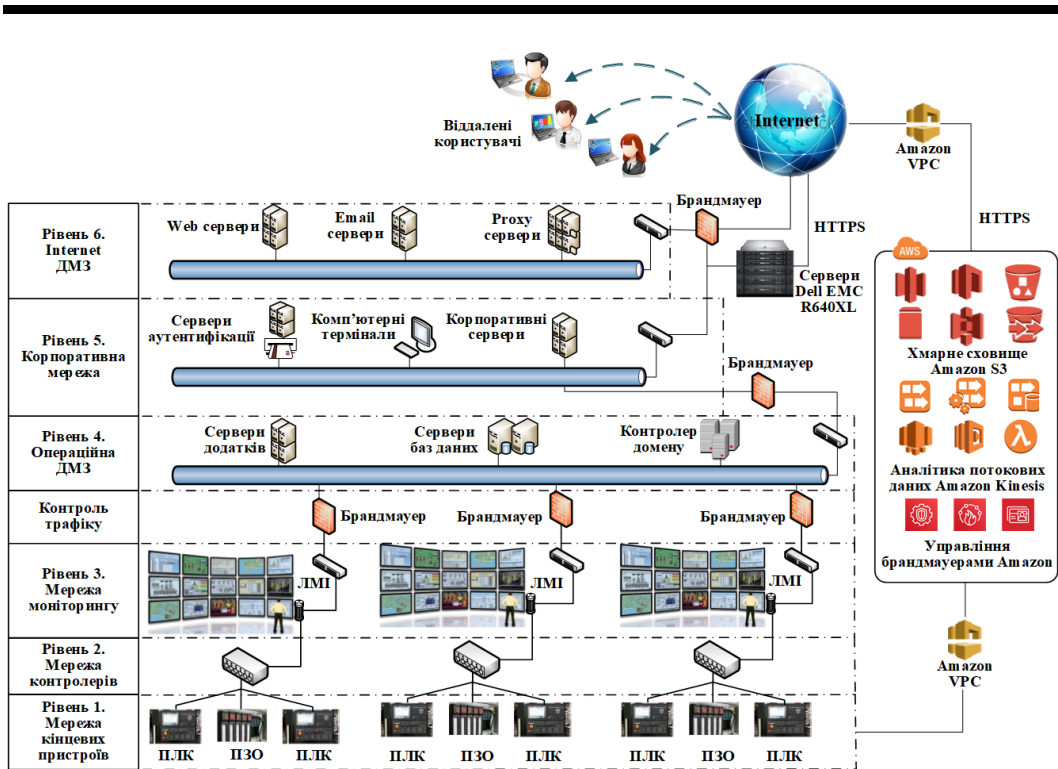 Віддалені
користувачі
Internet
Amazon
VPC
HTTPS
Брандмауер
HTTPS
Сервери
Dell EMC
R640XL
Рівень 6.
Internet
ДМЗ
Web сервери
Email
сервери
Proxy
сервери
Рівень 5.
Корпоративна
мережа
Сервери
аутентифікації
Комп’ютерні
термінали
Корпоративні
сервери
Брандмауер
Рівень 4.
Операційна
ДМЗ
Сервери
додатків
Сервери
баз даних
Контролер
домену
Контроль
трафіку
Брандмауер
Брандмауер
Брандмауер
Рівень 3.
Мережа
моніторингу
ЛМІ
ЛМІ
ЛМІ
Рівень 2.
Мережа
контролерів
Рівень 1.
Мережа
кінцевих
пристроїв
ПЛК
ПЗО
ПЛК
ПЛК
ПЗО
ПЛК
ПЛК
ПЗО
ПЛК
AWS
Хмарне сховище
Amazon S3
λ
Аналітика потокових
даних Amazon Kinesis
Управління
брандмауерами Amazon
Amazon
VPC